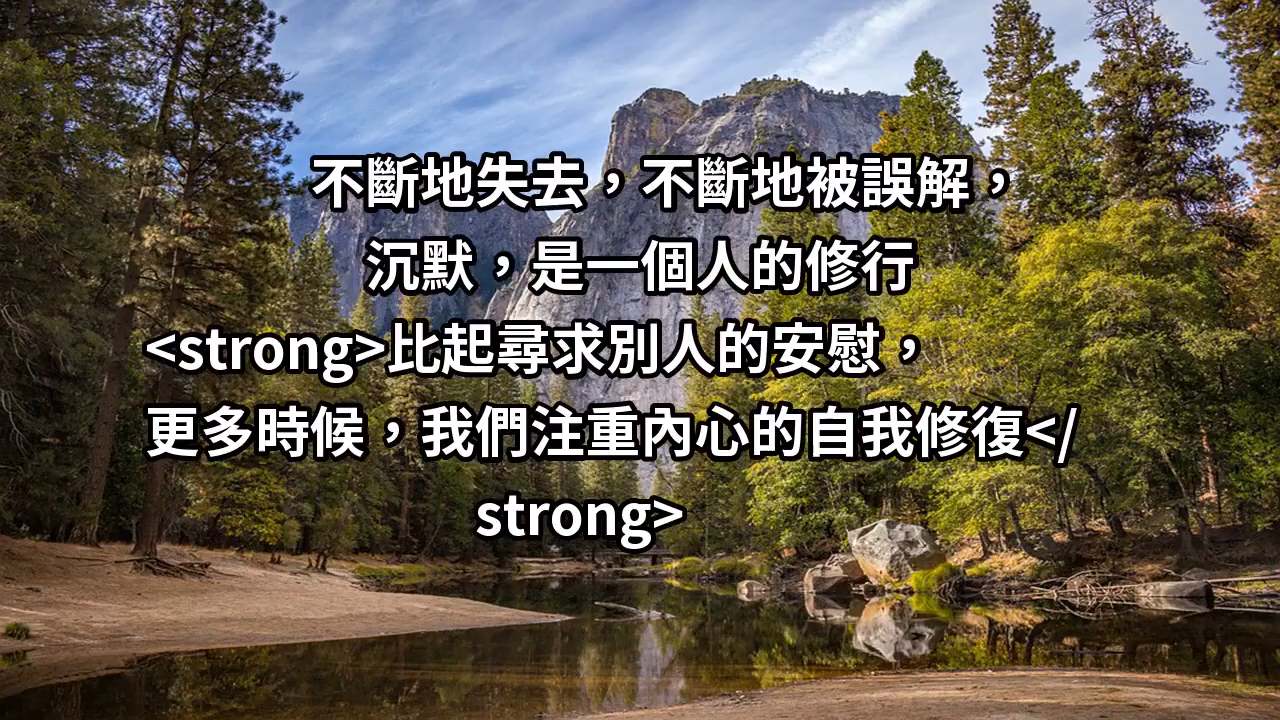 不斷地失去，不斷地被誤解，
沉默，是一個人的修行
<strong>比起尋求別人的安慰，
更多時候，我們注重內心的自我修復</
strong>